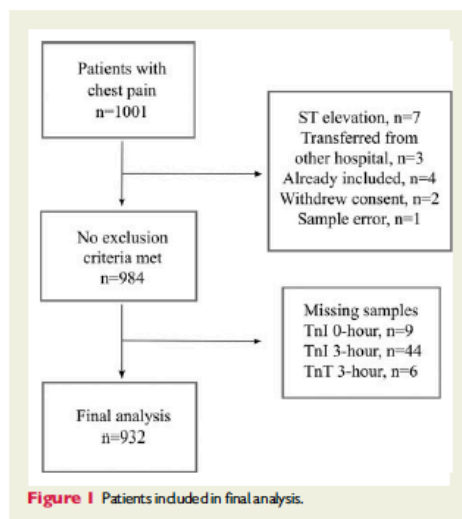 Patients with
chest pain
n=1001
ST elevation, n=7
Transferred from
other hospital, n=3
Already included, n=4
Withdrew consent, n=2
Sample error, n=1
No exclusion
criteria met
n=984
Missing samples
TnI 0-hour, n=9
TnI 3-hour, n=44
TnT 3-hour, n=6
Final analysis
n=932
Figure 1 Patients included in final analysis.